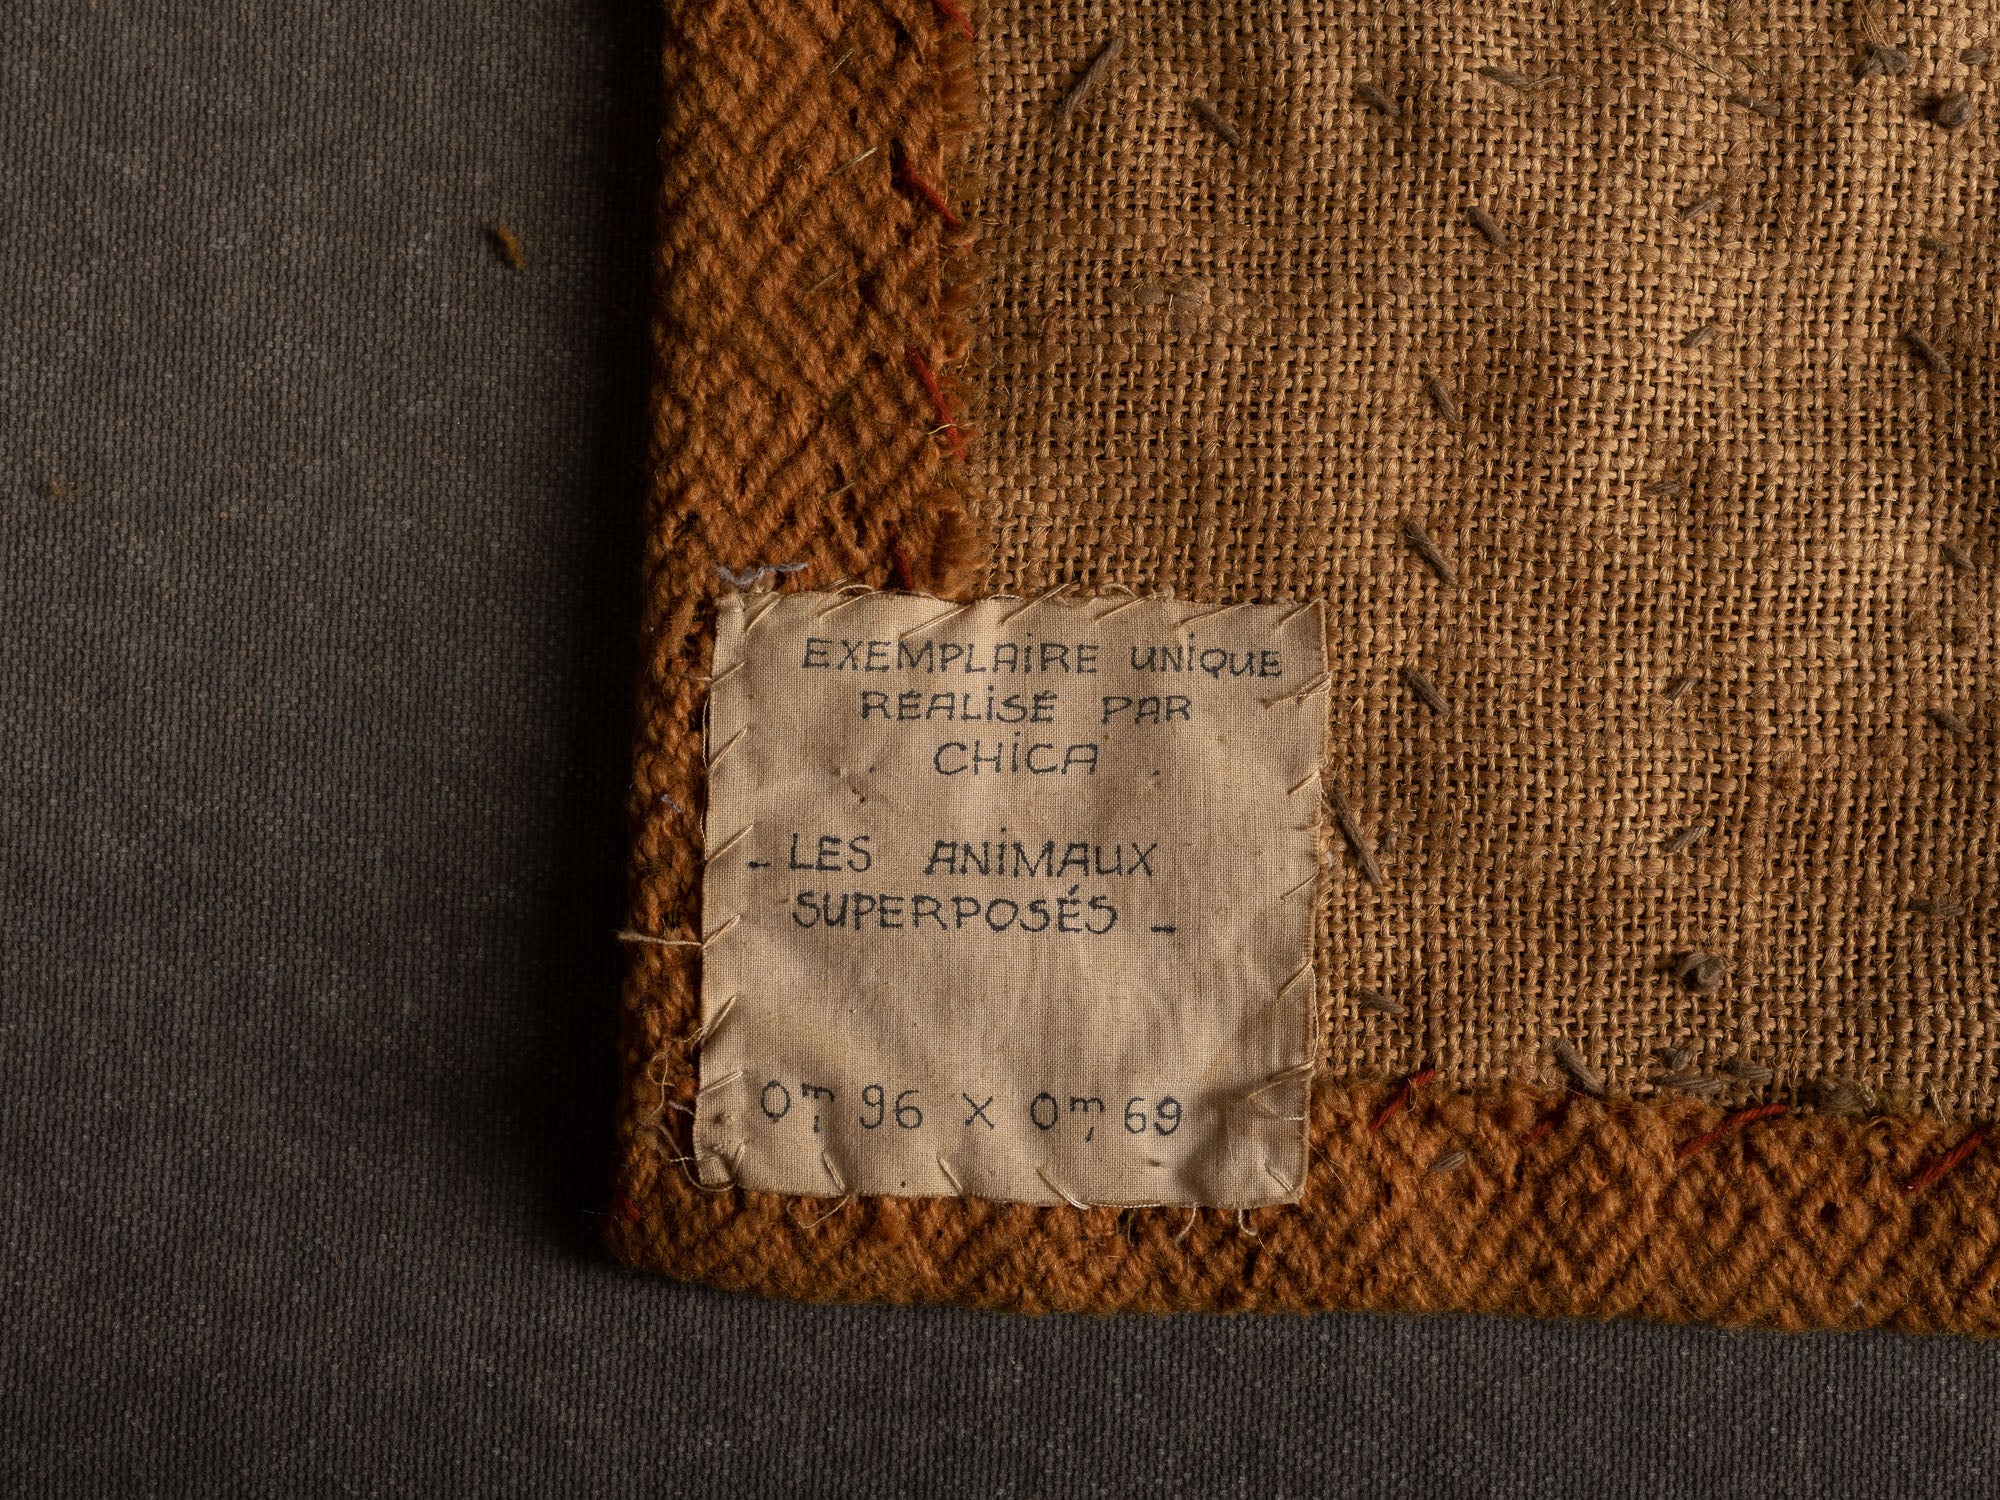 EXEMPLAIRE UNIQUE
RÉALISÉ PAR
CHICA
- LES ANIMAUX
SUPERPOSÉS -
0m,96 X 0m,69